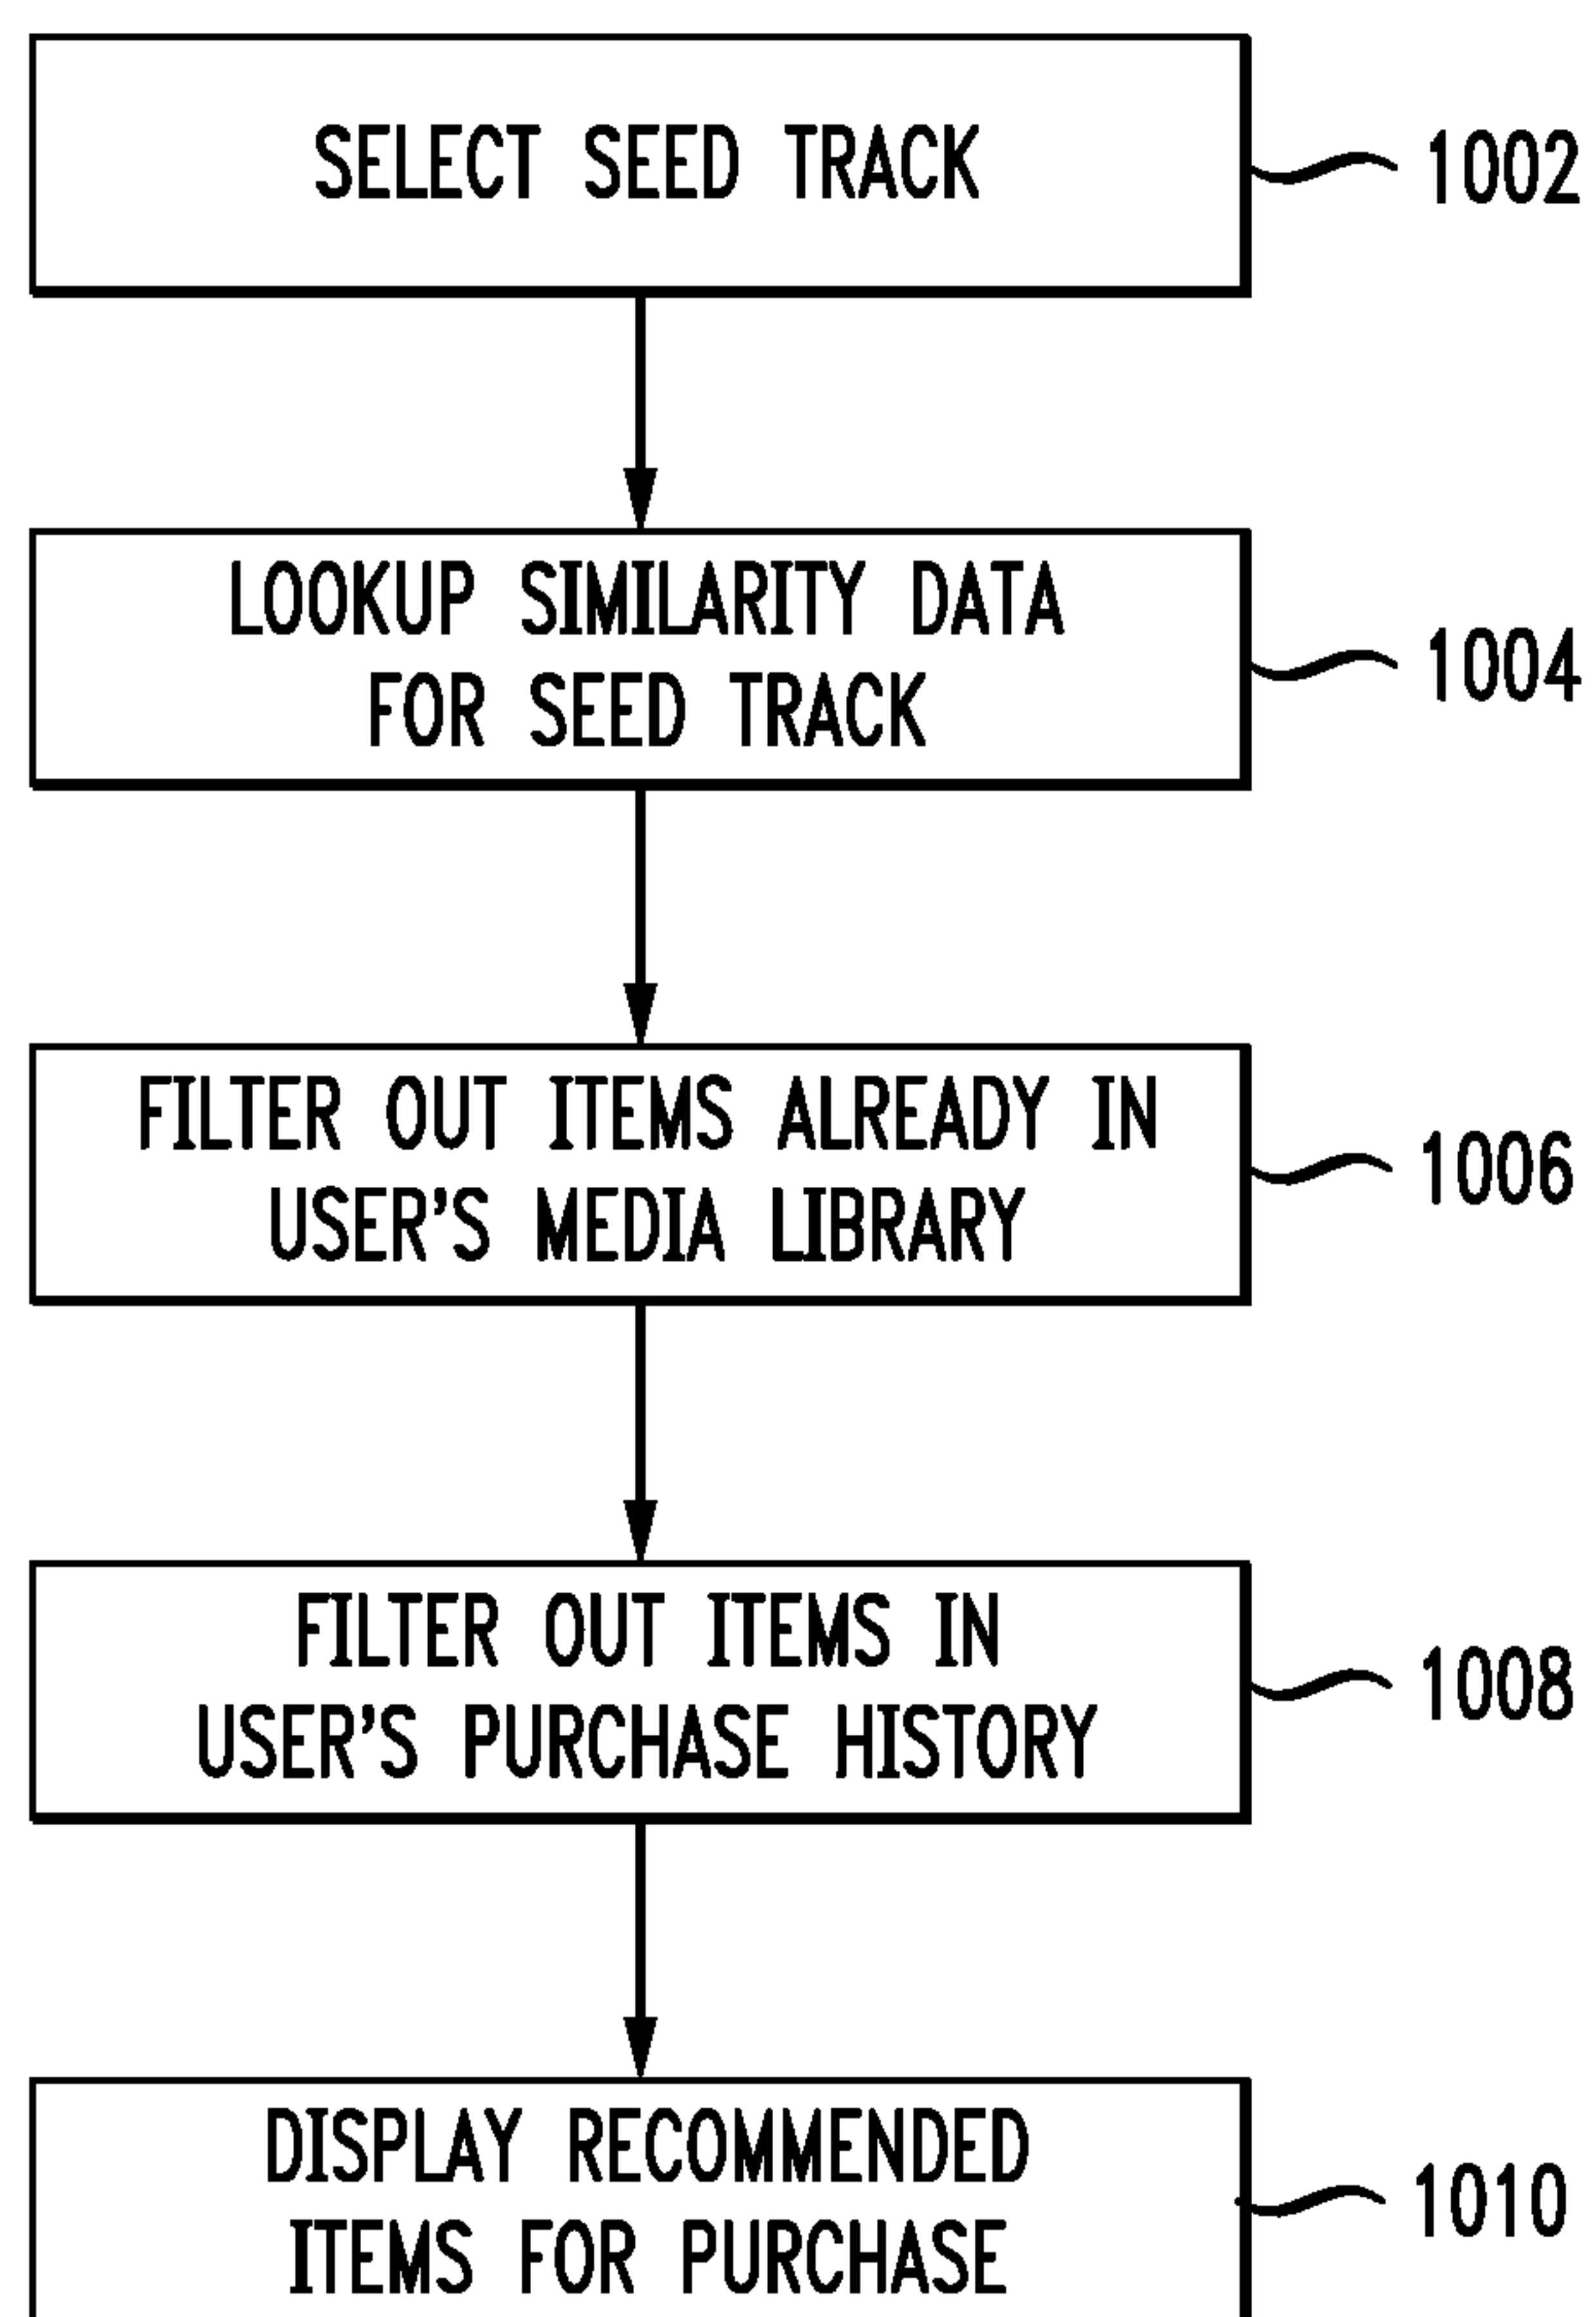 SELECT SEED TRACK
1002
LOOKUP SIMILARITY DATA
FOR SEED TRACK
1004
FILTER OUT ITEMS ALREADY IN
USER'S MEDIA LIBRARY
1006
FILTER OUT ITEMS IN
USER'S PURCHASE HISTORY
1008
DISPLAY RECOMMENDED
ITEMS FOR PURCHASE
1010